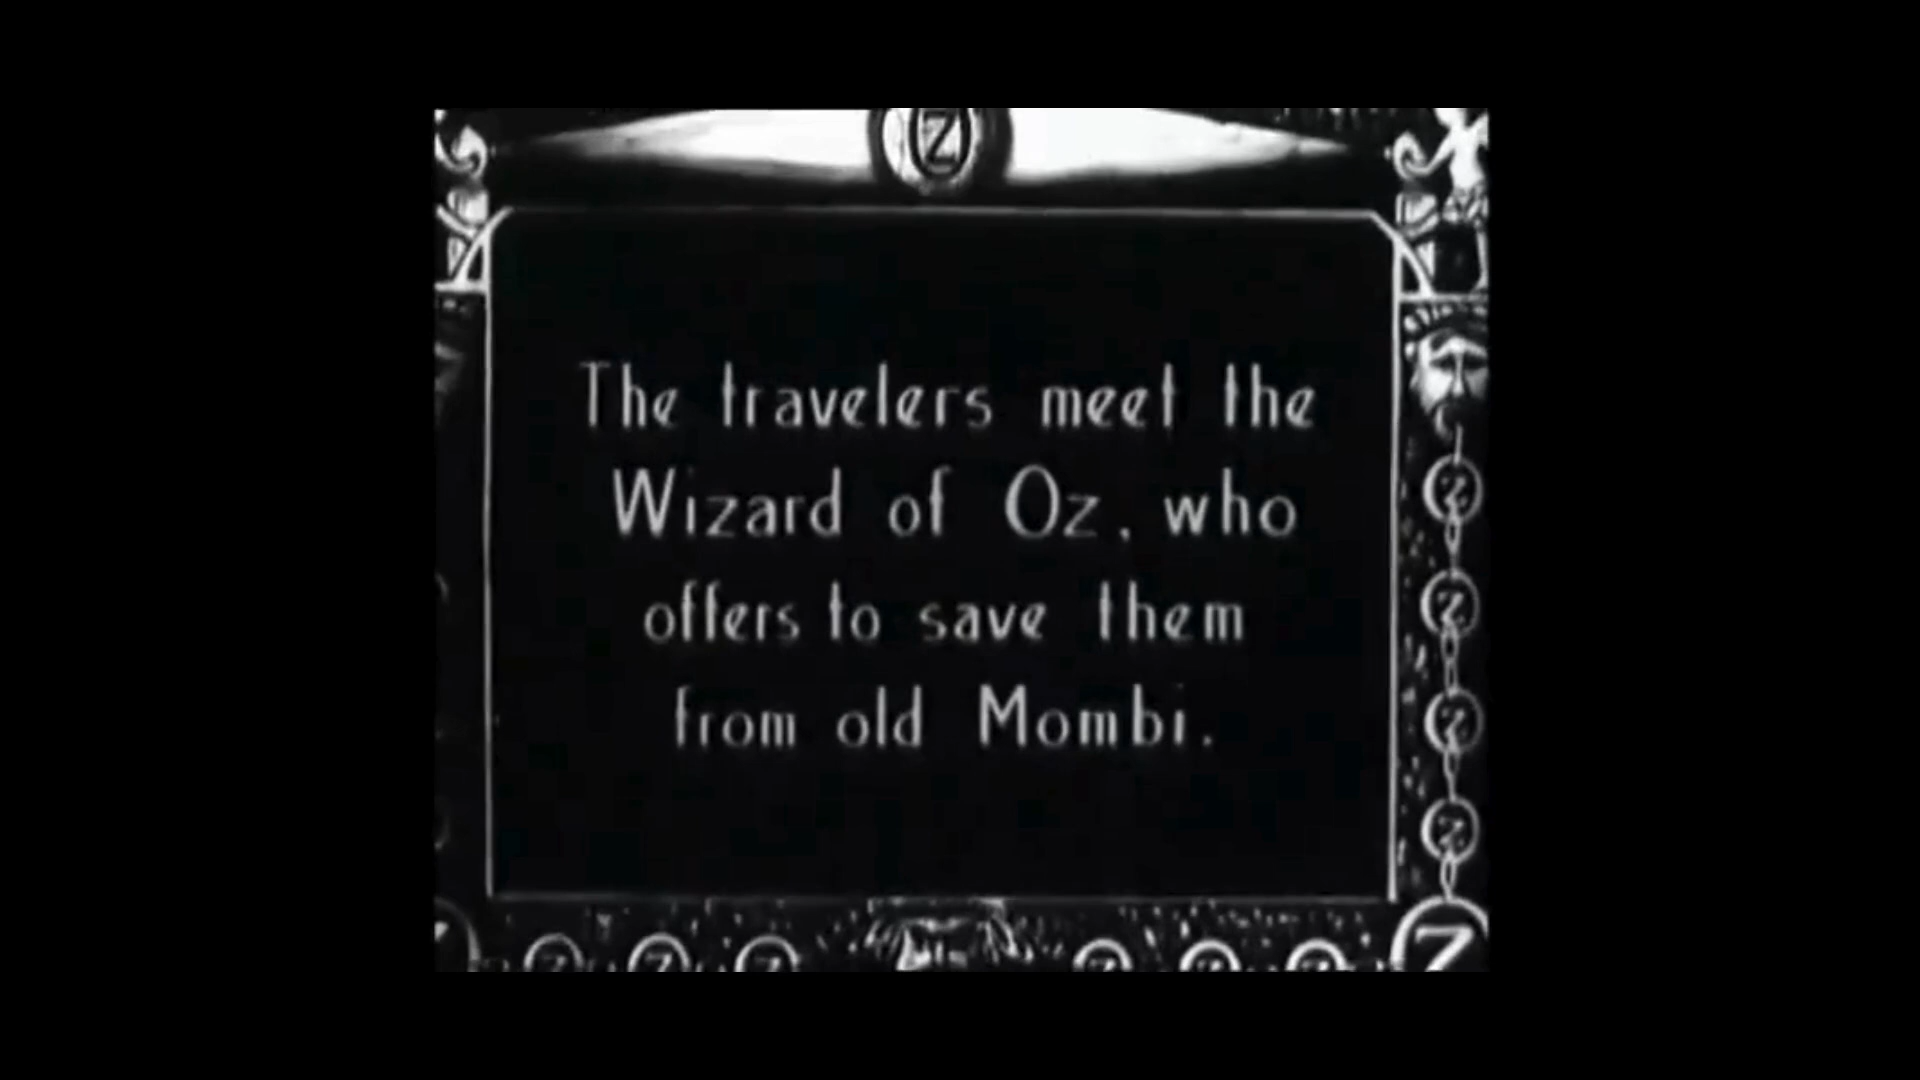 Z
The travelers meet the
Wizard of Oz, who
offers to save them
from old Mombi.
Z
Z
Z
Z
Z Z Z Z Z Z Z